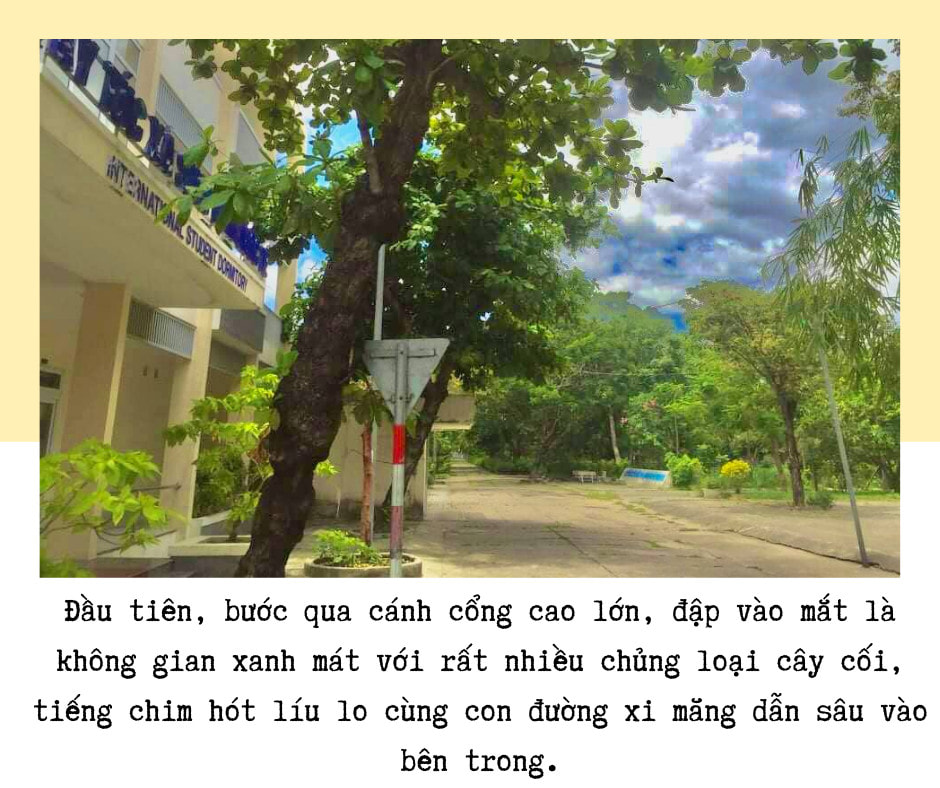 INTERNATIONAL STUDENT DORMITORY
Đầu tiên, bước qua cánh cổng cao lớn, đập vào mắt là
không gian xanh mát với rất nhiều chủng loại cây cối,
tiếng chim hót líu lo cùng con đường xi măng dẫn sâu vào
bên trong.